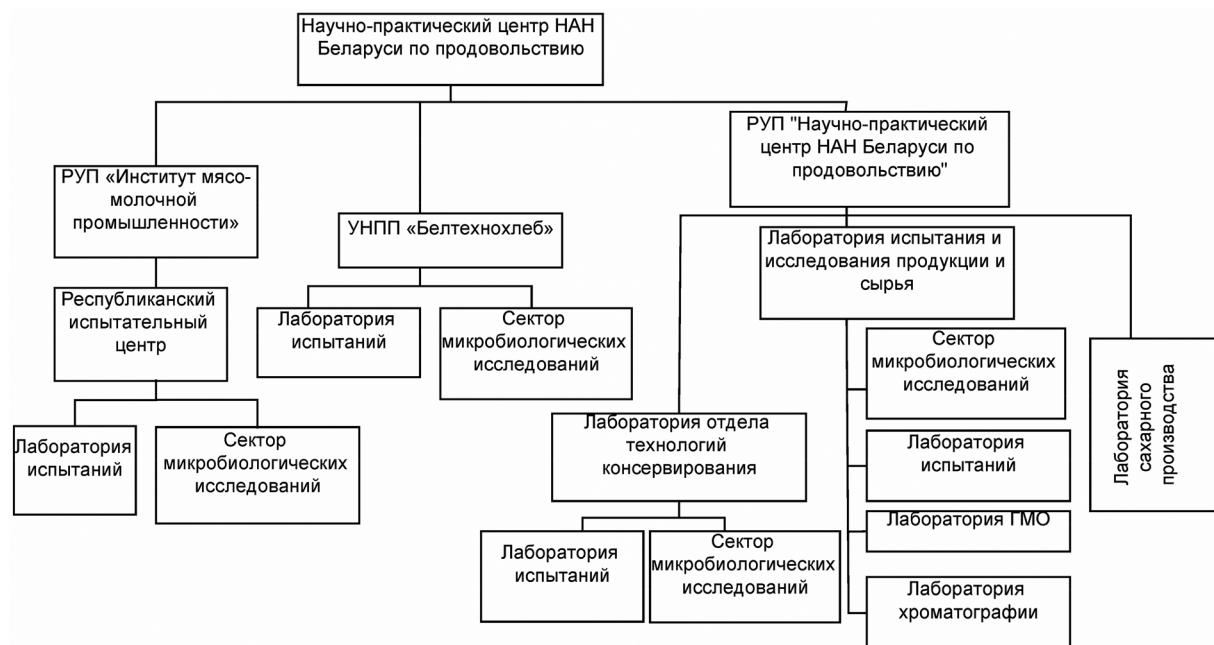 Научно-практический центр НАН
Беларуси по продовольствию
РУП «Институт мясо-
молочной
промышленности»
Республиканский
испытательный
центр
Лаборатория
испытаний
Сектор
микробиологических
исследований
УНПП «Белтехнохлеб»
Лаборатория
испытаний
Сектор
микробиологических
исследований
РУП "Научно-практический
центр НАН Беларуси по
продовольствию"
Лаборатория отдела
технологий
консервирования
Лаборатория
испытаний
Сектор
микробиологических
исследований
Лаборатория испытания и
исследования продукции и
сырья
Сектор
микробиологических
исследований
Лаборатория
испытаний
Лаборатория ГМО
Лаборатория
хроматографии
Лаборатория
сахарного
производства